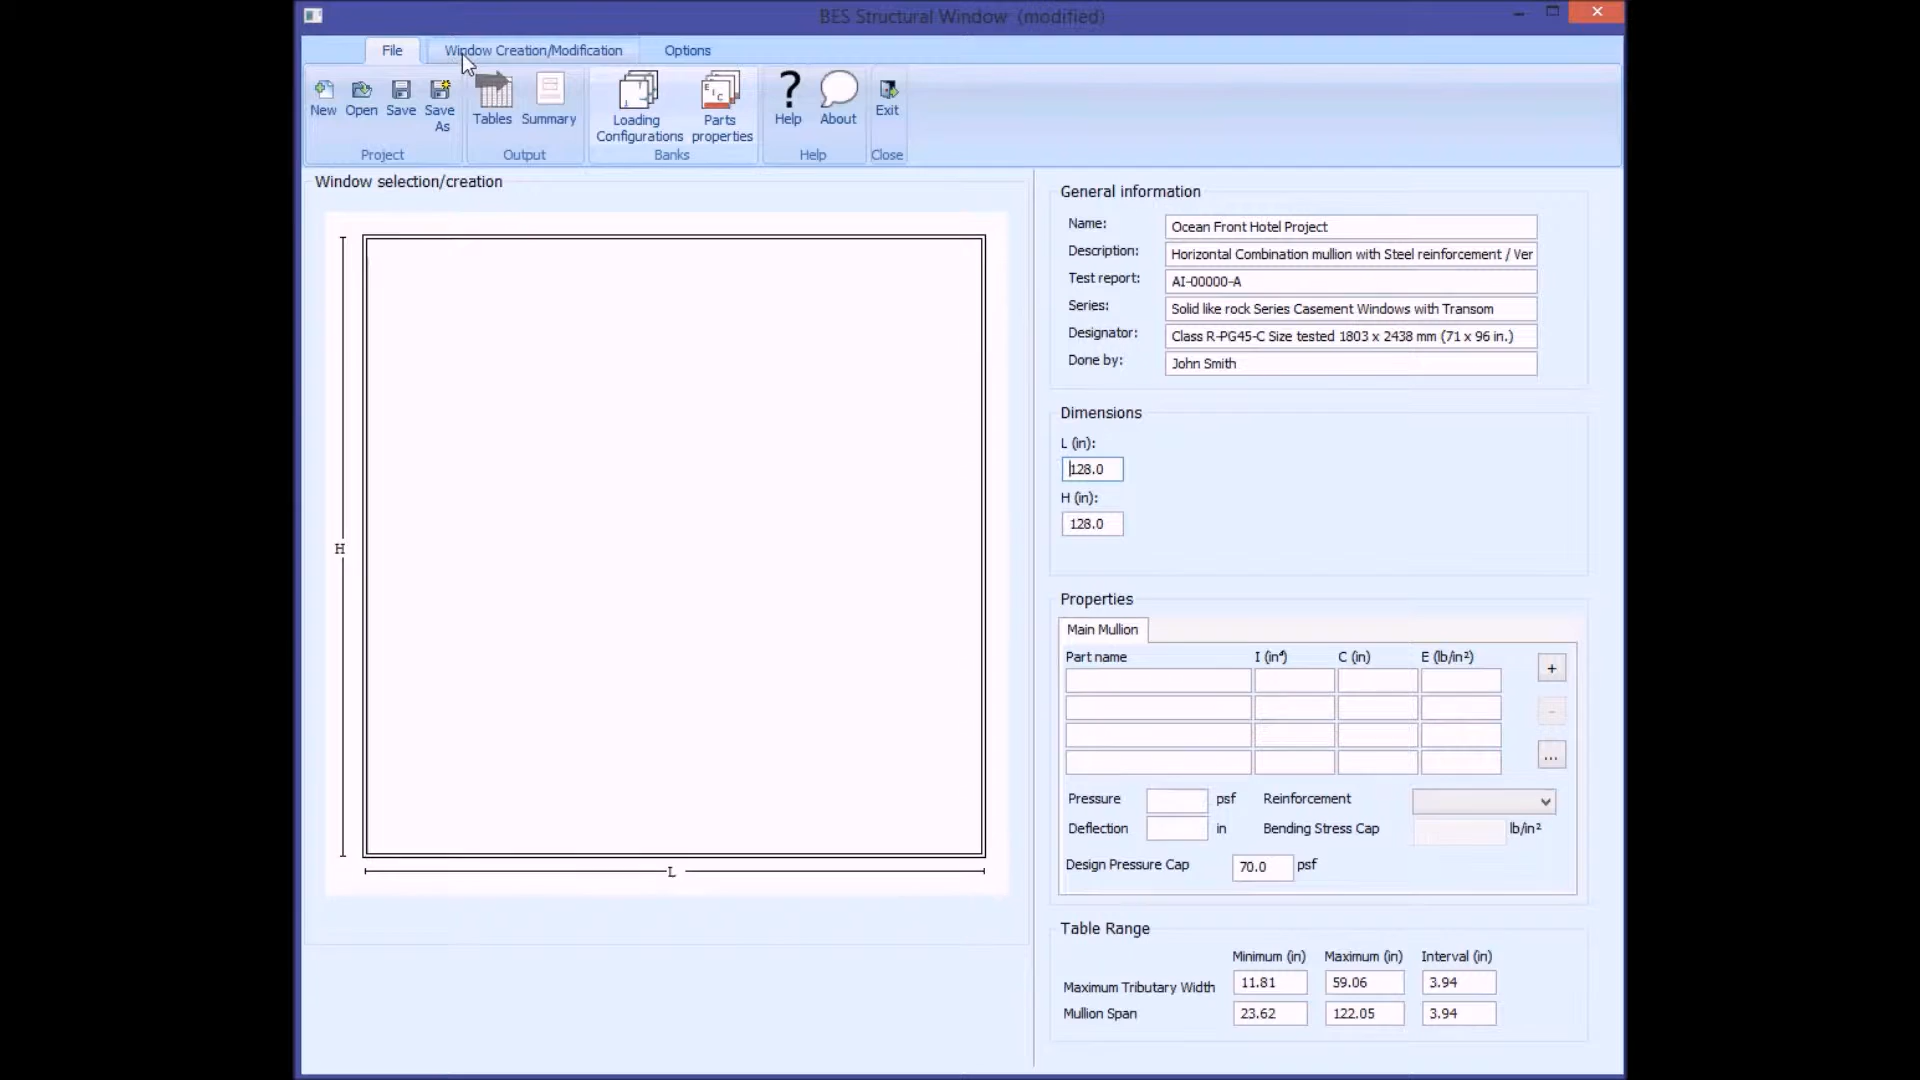 BES Structural Window  (modified)
File
Window Creation/Modification
Options
New
Open
Save
Save As
Project
Tables
Summary
Output
Loading Configurations
Parts properties
Banks
Help
About
Help
Exit
Close
Window selection/creation
H
L
General information
Name:
Ocean Front Hotel Project
Description:
Horizontal Combination mullion with Steel reinforcement / Ver
Test report:
AI-00000-A
Series:
Solid like rock Series Casement Windows with Transom
Designator:
Class R-PG45-C Size tested 1803 x 2438 mm (71 x 96 in.)
Done by:
John Smith
Dimensions
L (in):
128.0
H (in):
128.0
Properties
Main Mullion
Part name
I (in⁴)
C (in)
E (lb/in²)
+
-
...
Pressure
psf
Reinforcement
Deflection
in
Bending Stress Cap
lb/in²
Design Pressure Cap
70.0
psf
Table Range
Minimum (in)
Maximum (in)
Interval (in)
Maximum Tributary Width
11.81
59.06
3.94
Mullion Span
23.62
122.05
3.94